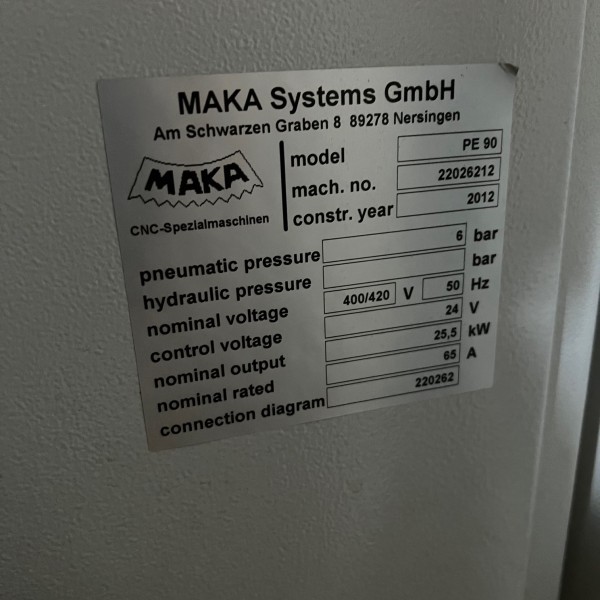 MAKA Systems GmbH
Am Schwarzen Graben 8 89278 Nersingen
MAKA
CNC-Spezialmaschinen
model PE 90
mach. no. 22026212
constr. year 2012
pneumatic pressure 6 bar
hydraulic pressure bar
nominal voltage 400/420 V 50 Hz
control voltage 24 V
nominal output 25,5 kW
nominal rated 65 A
connection diagram 220262